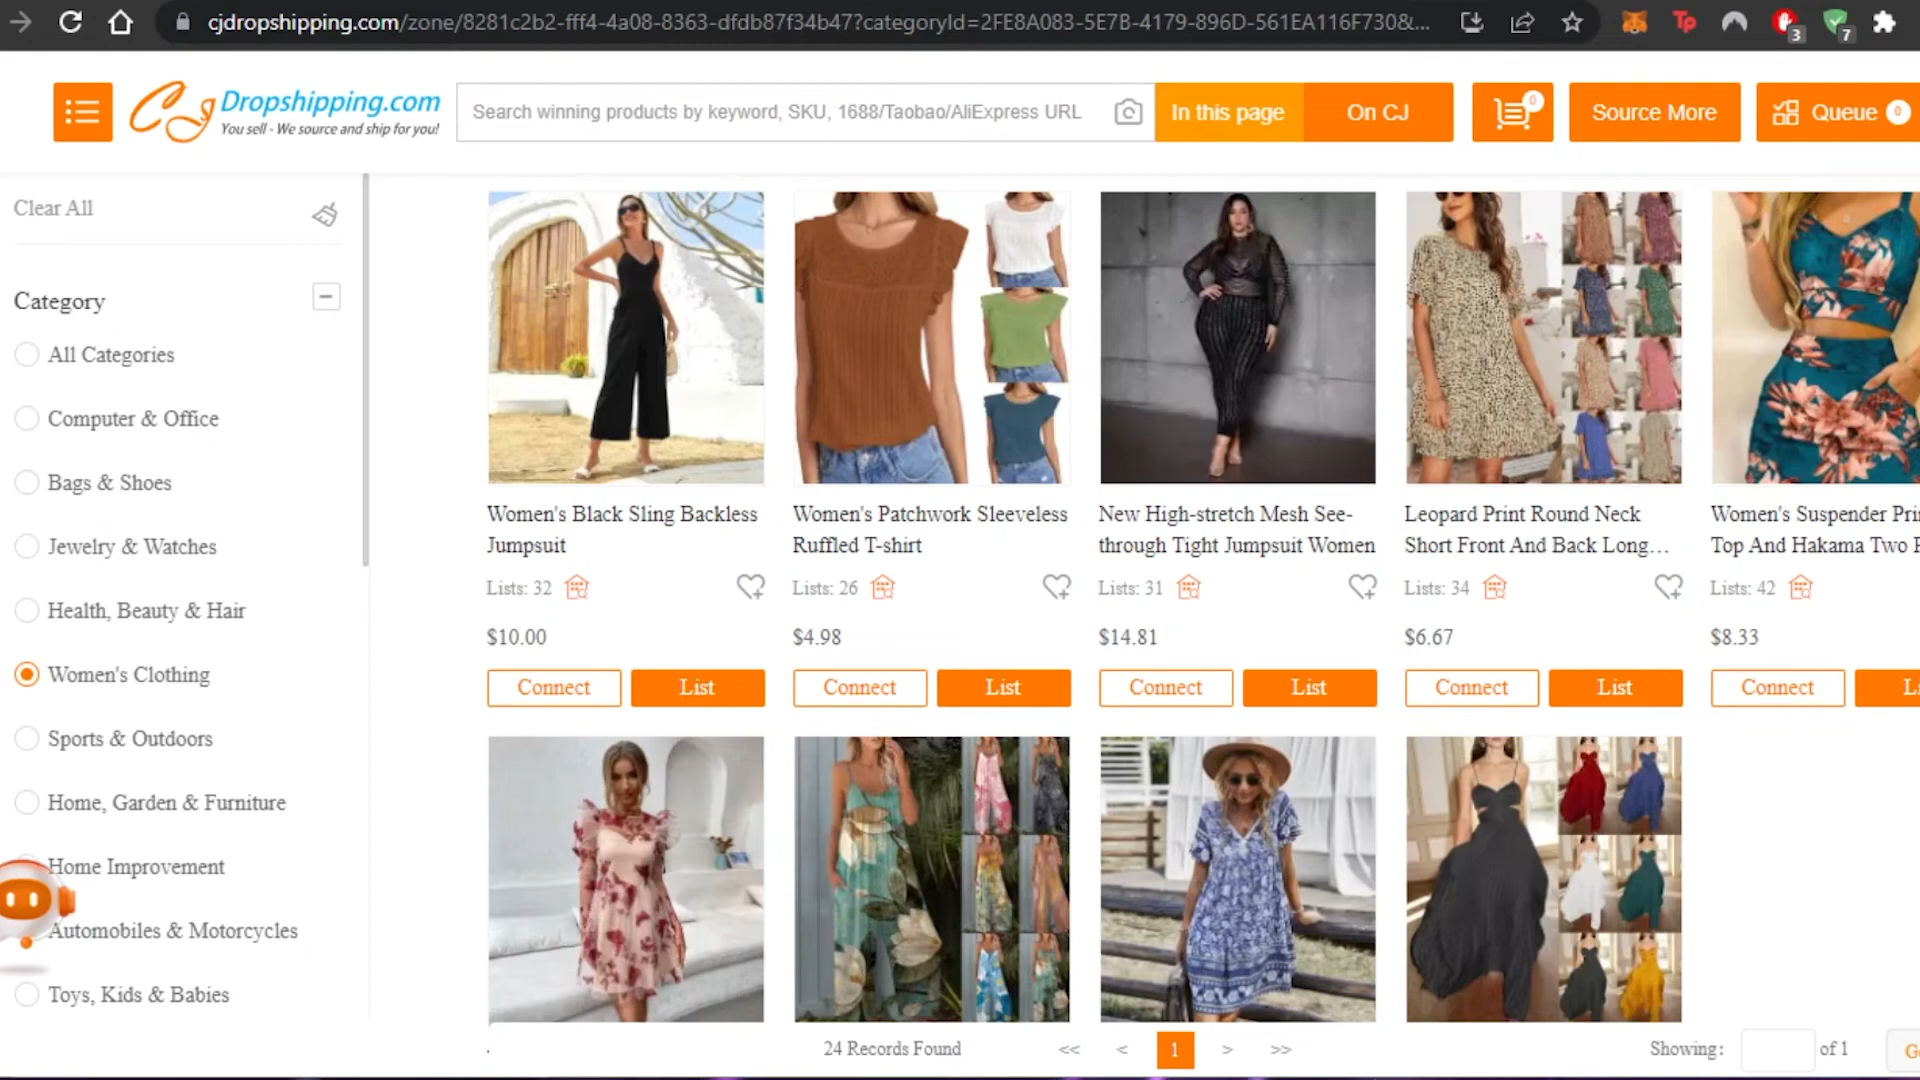 cjdropshipping.com/zone/8281c2b2-fff4-4a08-8363-dfdb87f34b47?categoryId=2FE8A083-5E7B-4179-896D-561EA116F730&...
3
7
CJ Dropshipping.com
You sell - We source and ship for you!
Search winning products by keyword, SKU, 1688/Taobao/AliExpress URL
In this page
On CJ
0
Source More
Queue 0
Clear All
Category
All Categories
Computer & Office
Bags & Shoes
Jewelry & Watches
Health, Beauty & Hair
Women's Clothing
Sports & Outdoors
Home, Garden & Furniture
Home Improvement
Automobiles & Motorcycles
Toys, Kids & Babies
Women's Black Sling Backless
Jumpsuit
Lists: 32
$10.00
Connect
List
Women's Patchwork Sleeveless
Ruffled T-shirt
Lists: 26
$4.98
Connect
List
New High-stretch Mesh See-
through Tight Jumpsuit Women
Lists: 31
$14.81
Connect
List
Leopard Print Round Neck
Short Front And Back Long...
Lists: 34
$6.67
Connect
List
Women's Suspender Pri
Top And Hakama Two
Lists: 42
$8.33
Connect
Li
24 Records Found
<< < 1 > >>
Showing:
of 1
G